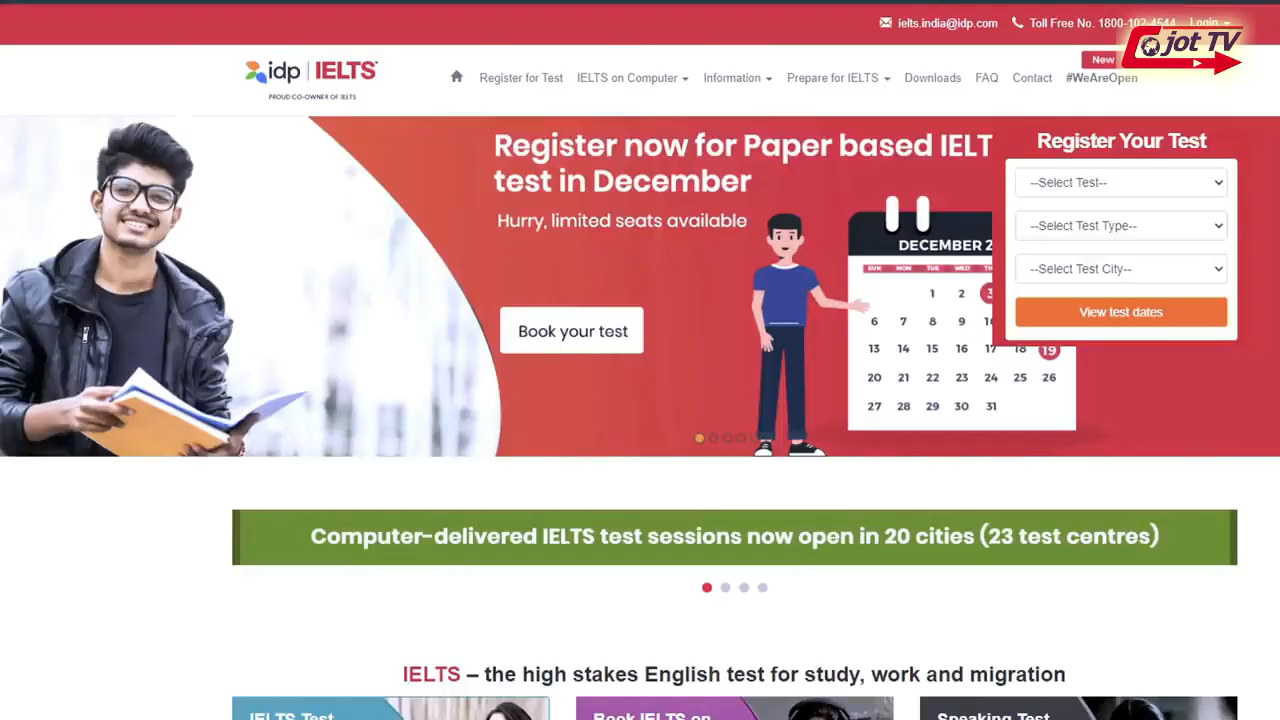 ielts.india@idp.com
Toll Free No. 1800-102-4544
Login
jot TV
idp | IELTS
PROUD CO-OWNER OF IELTS
Register for Test
IELTS on Computer
Information
Prepare for IELTS
Downloads
FAQ
Contact
New
#WeAreOpen
Register now for Paper based IELT
test in December
Hurry, limited seats available
Book your test
DECEMBER 2
SUN MON TUE WED TH
1 2 3
6 7 8 9 10
13 14 15 16 17 18 19
20 21 22 23 24 25 26
27 28 29 30 31
Register Your Test
--Select Test--
--Select Test Type--
--Select Test City--
View test dates
Computer-delivered IELTS test sessions now open in 20 cities (23 test centres)
IELTS – the high stakes English test for study, work and migration
IELTS Test
Book IELTS on
Speaking Test